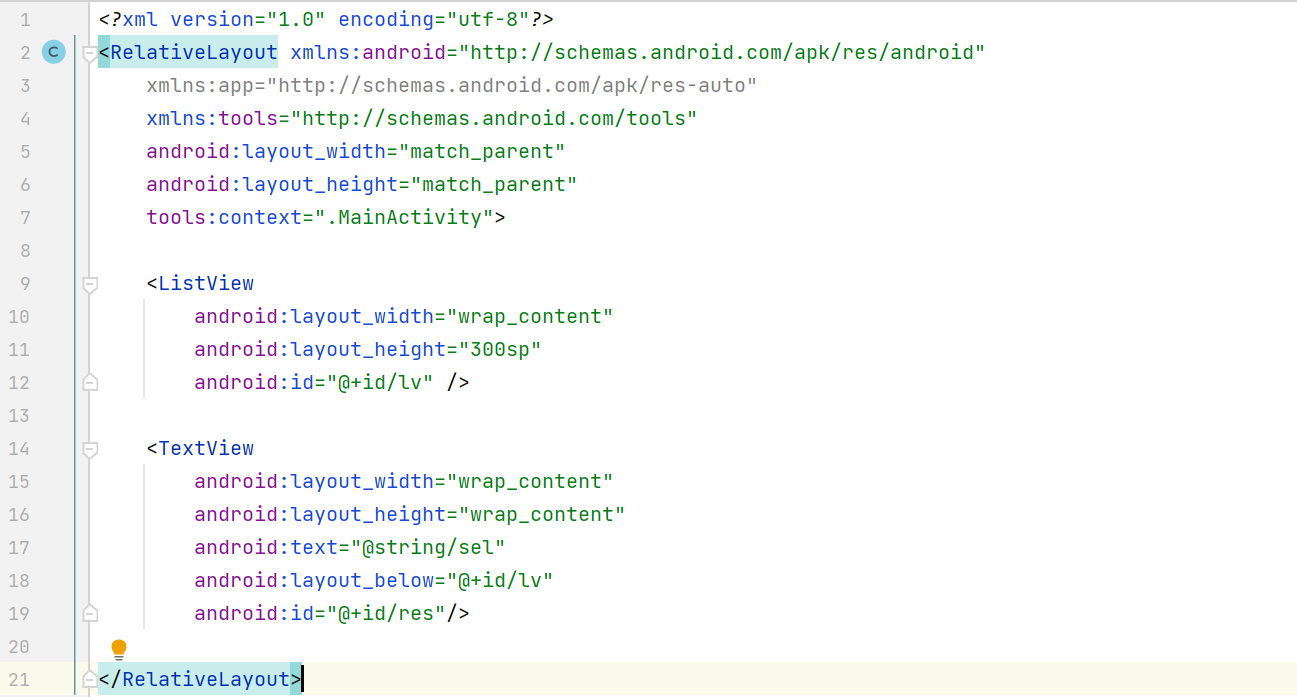 1 <?xml version="1.0" encoding="utf-8"?>
2 C <RelativeLayout xmlns:android="http://schemas.android.com/apk/res/android"
3     xmlns:app="http://schemas.android.com/apk/res-auto"
4     xmlns:tools="http://schemas.android.com/tools"
5     android:layout_width="match_parent"
6     android:layout_height="match_parent"
7     tools:context=".MainActivity">
8
9     <ListView
10         android:layout_width="wrap_content"
11         android:layout_height="300sp"
12         android:id="@+id/lv" />
13
14     <TextView
15         android:layout_width="wrap_content"
16         android:layout_height="wrap_content"
17         android:text="@string/sel"
18         android:layout_below="@+id/lv"
19         android:id="@+id/res"/>
20
21 </RelativeLayout>